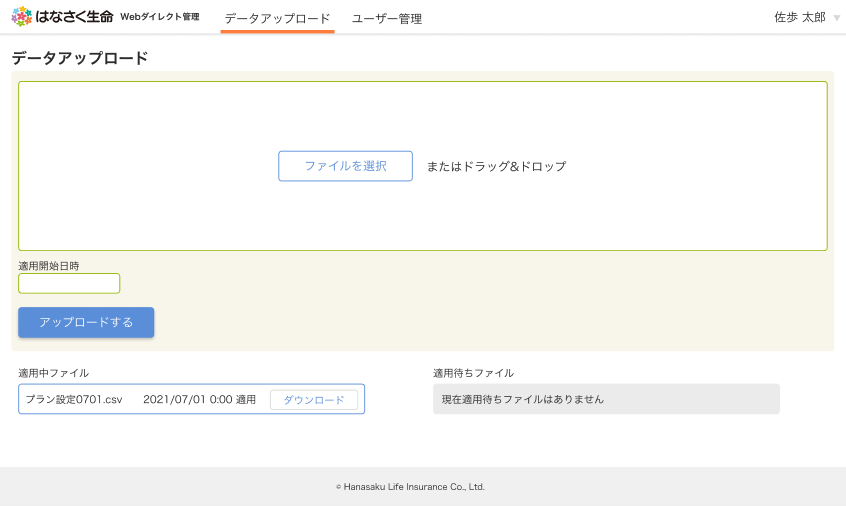 はなさく生命 Webダイレクト管理 データアップロード ユーザー管理 佐歩 太郎
データアップロード
ファイルを選択 またはドラッグ&ドロップ
適用開始日時
アップロードする
適用中ファイル 適用待ちファイル
プラン設定0701.csv 2021/07/01 0:00 適用 ダウンロード 現在適用待ちファイルはありません
© Hanasaku Life Insurance Co., Ltd.